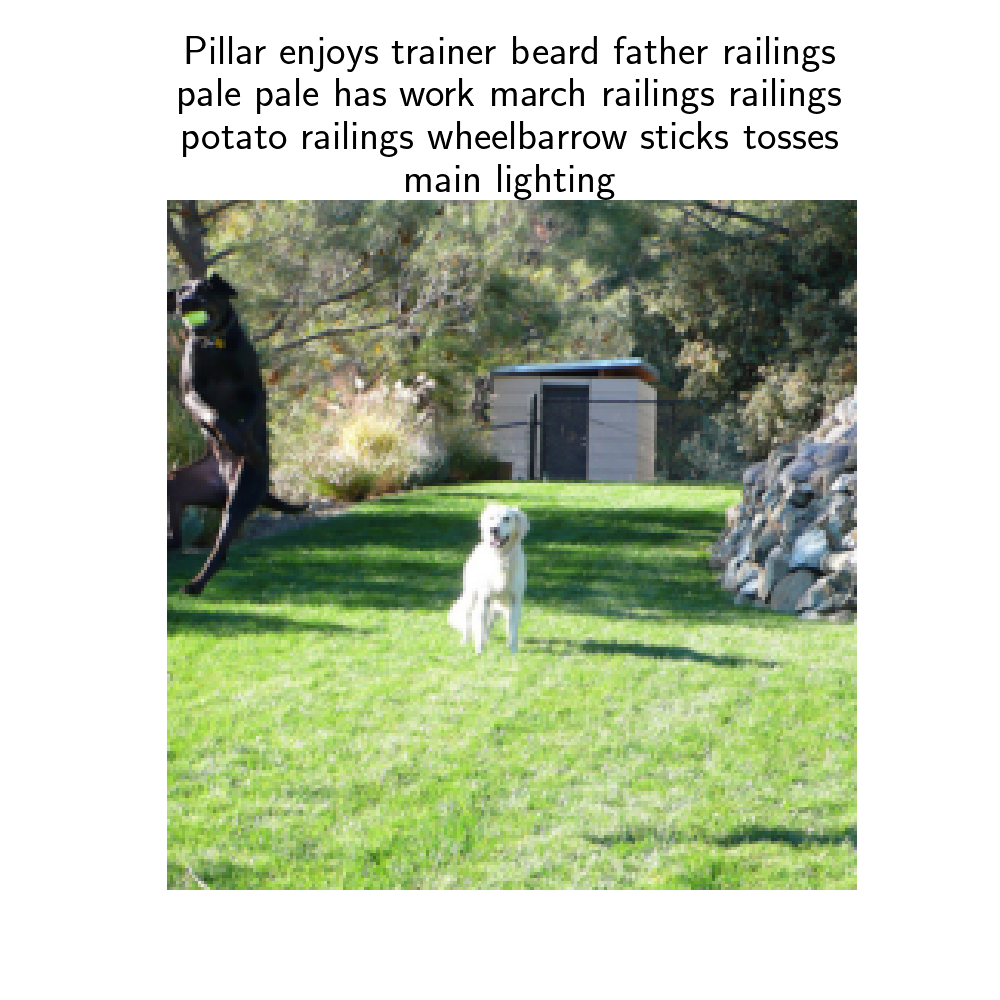 Pillar enjoys trainer beard father railings
pale pale has work march railings railings
potato railings wheelbarrow sticks tosses
main lighting